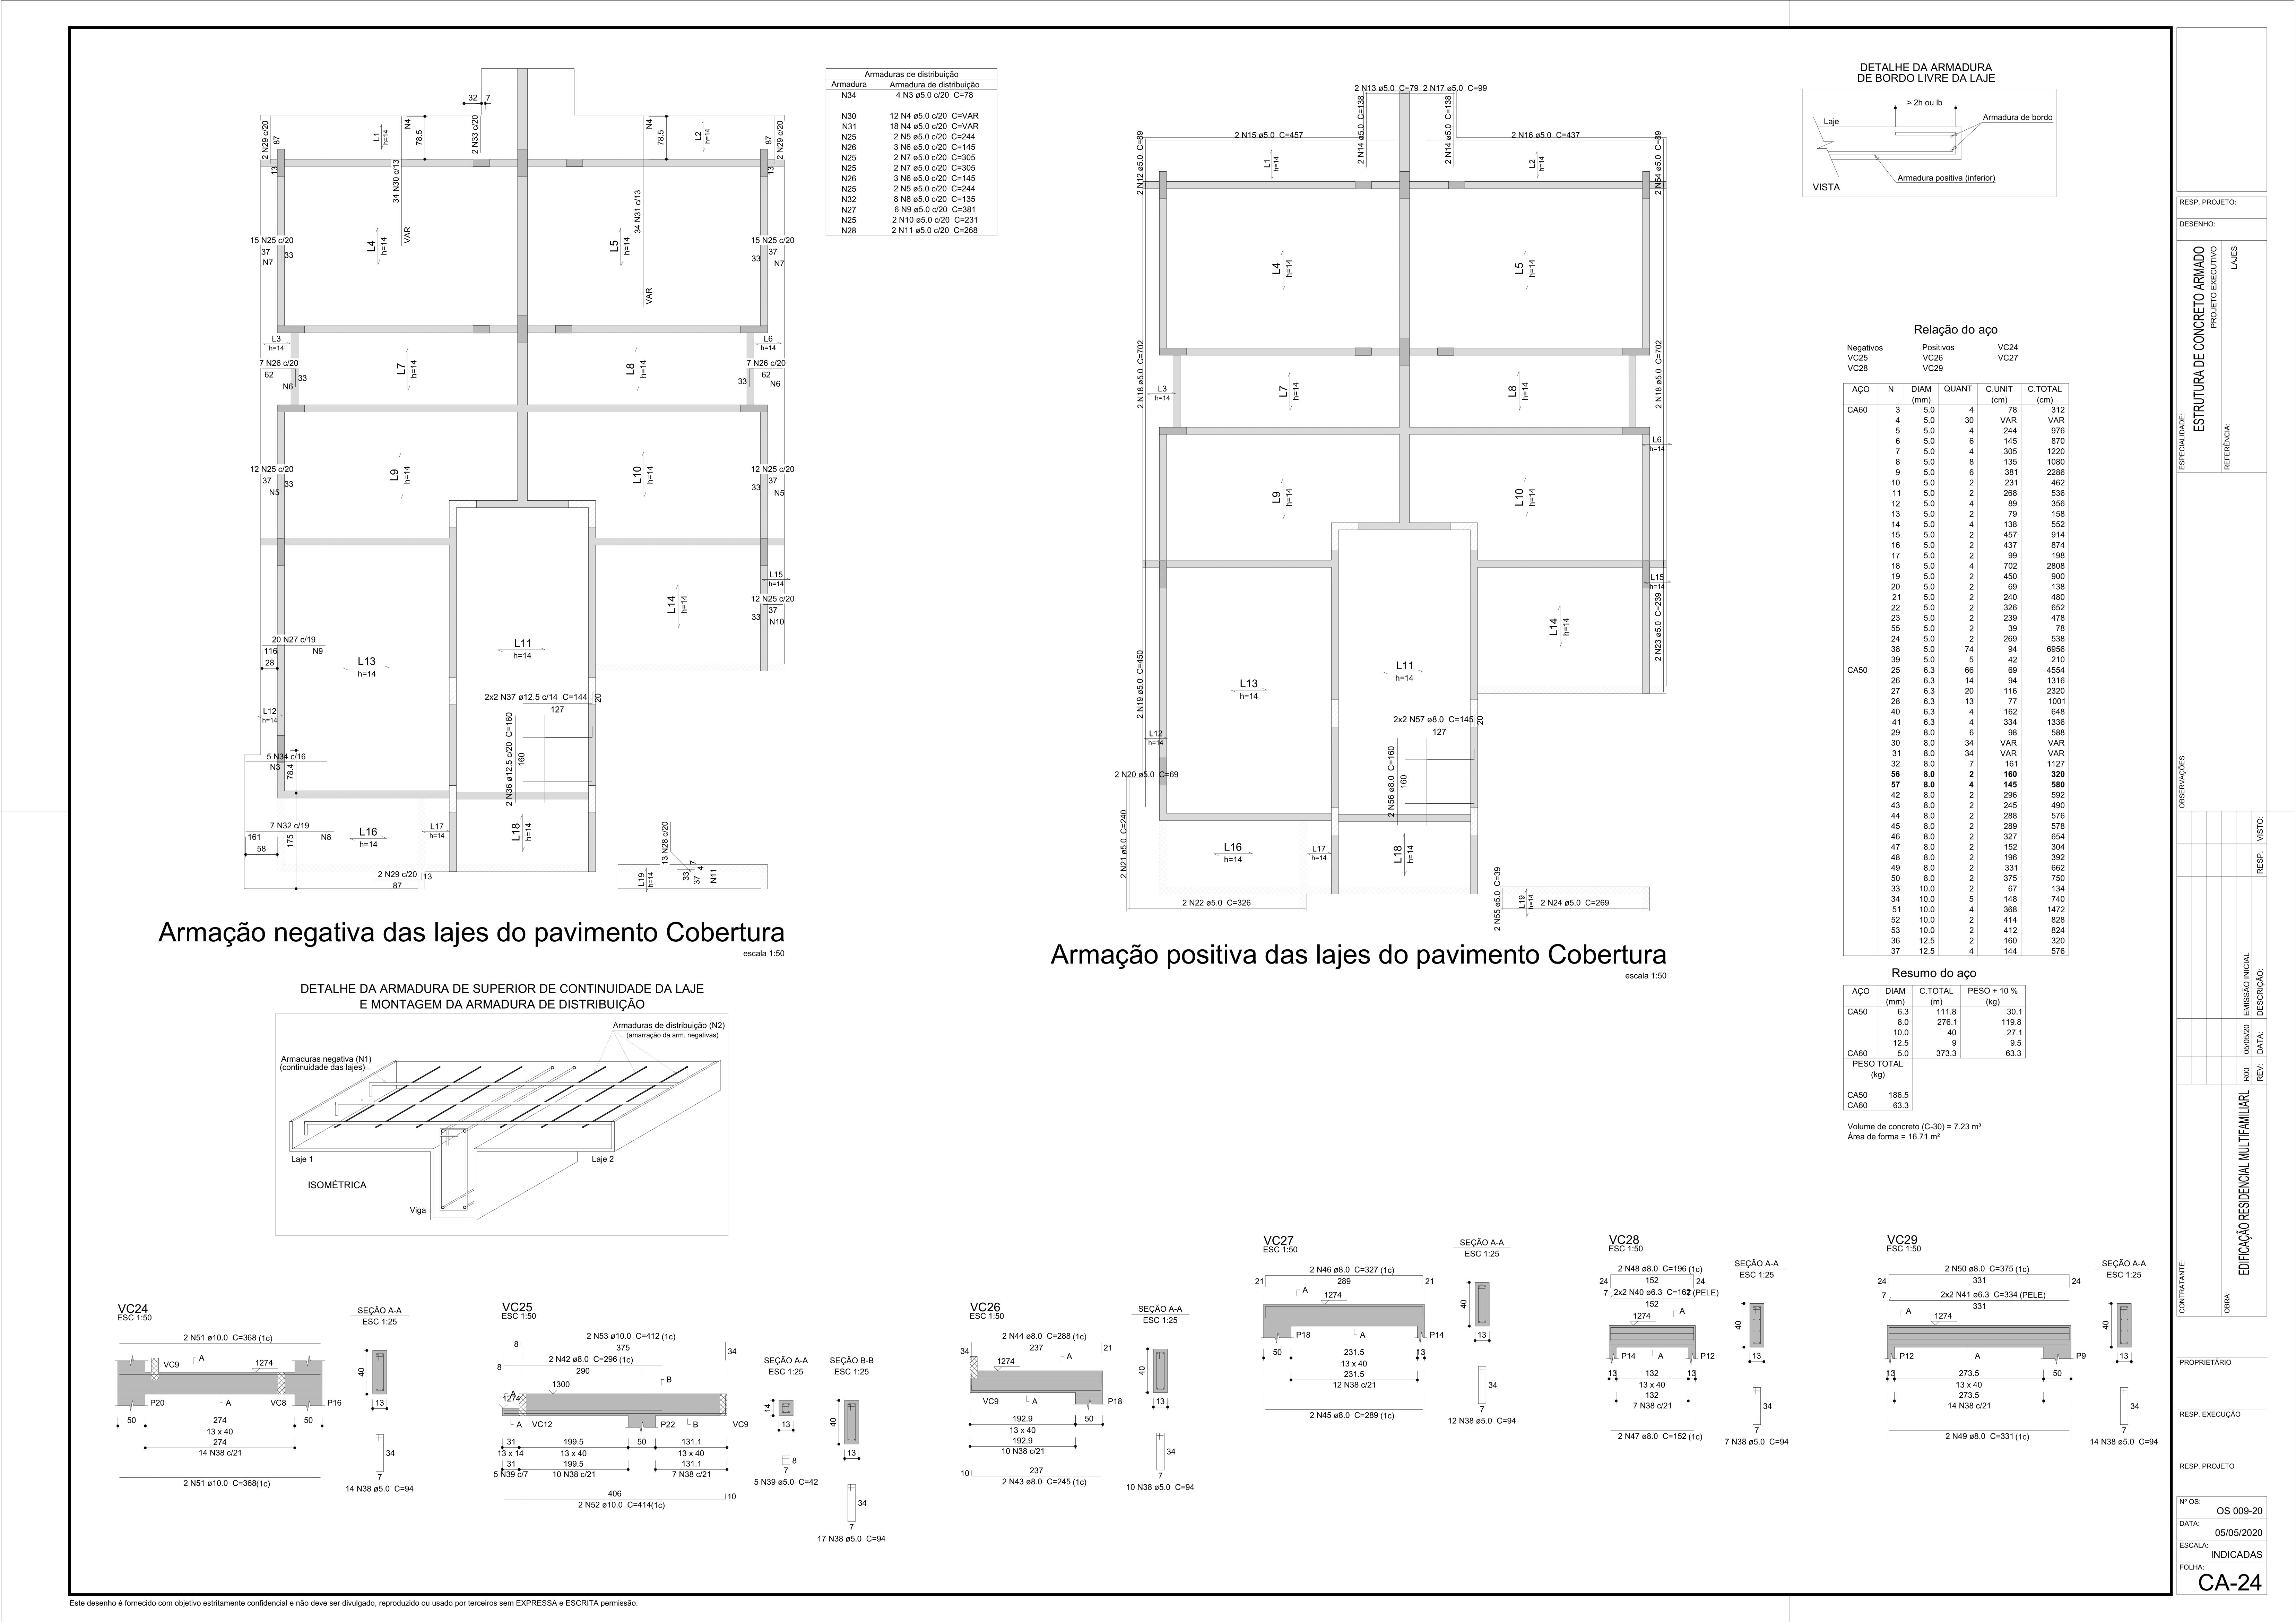 32 7
2 N29 c/20
87
13
L1
h=14
N4
78.5
2 N33 c/20
N4
78.5
L2
h=14
87
2 N29 c/20
13
34 N30 c/13
VAR
34 N31 c/13
VAR
L4
h=14
L5
h=14
15 N25 c/20
37
33
N7
15 N25 c/20
37
33
N7
L3
h=14
L6
h=14
7 N26 c/20
62
33
N6
7 N26 c/20
62
33
N6
L7
h=14
L8
h=14
12 N25 c/20
37
33
N5
12 N25 c/20
37
33
N5
L9
h=14
L10
h=14
L15
h=14
12 N25 c/20
37
33
N10
L14
h=14
20 N27 c/19
116
N9
28
L13
h=14
L11
h=14
L12
h=14
2x2 N37 ø12.5 c/14 C=144
127
20
2 N36 ø12.5 c/20 C=160
160
5 N34 c/16
N3
78.4
7 N32 c/19
161
N8
58
175
L16
h=14
L17
h=14
L18
h=14
2 N29 c/20
87
13
13 N28 c/20
L19
h=14
33
37
7
4
N11
Armação negativa das lajes do pavimento Cobertura
escala 1:50
Armaduras de distribuição
Armadura Armadura de distribuição
N34 4 N3 ø5.0 c/20 C=78
N30 12 N4 ø5.0 c/20 C=VAR
N31 18 N4 ø5.0 c/20 C=VAR
N25 2 N5 ø5.0 c/20 C=244
N26 3 N6 ø5.0 c/20 C=145
N25 2 N7 ø5.0 c/20 C=305
N25 2 N7 ø5.0 c/20 C=305
N26 3 N6 ø5.0 c/20 C=145
N25 2 N5 ø5.0 c/20 C=244
N32 8 N8 ø5.0 c/20 C=135
N27 6 N9 ø5.0 c/20 C=381
N25 2 N10 ø5.0 c/20 C=231
N28 2 N11 ø5.0 c/20 C=268
2 N13 ø5.0 C=79 2 N17 ø5.0 C=99
2 N12 ø5.0 C=89
2 N15 ø5.0 C=457
2 N14 ø5.0 C=138
2 N14 ø5.0 C=138
2 N16 ø5.0 C=437
2 N54 ø5.0 C=89
L1
h=14
L2
h=14
L4
h=14
L5
h=14
2 N18 ø5.0 C=702
2 N18 ø5.0 C=702
L3
h=14
L7
h=14
L8
h=14
L6
h=14
L9
h=14
L10
h=14
L15
h=14
2 N23 ø5.0 C=239
L14
h=14
L13
h=14
L11
h=14
2 N19 ø5.0 C=450
L12
h=14
2x2 N57 ø8.0 C=145
127
20
2 N56 ø8.0 C=160
160
2 N20 ø5.0 C=69
2 N21 ø5.0 C=240
L16
h=14
L17
h=14
L18
h=14
2 N22 ø5.0 C=326
2 N55 ø5.0 C=39
L19
h=14
2 N24 ø5.0 C=269
Armação positiva das lajes do pavimento Cobertura
escala 1:50
DETALHE DA ARMADURA
DE BORDO LIVRE DA LAJE
≥ 2h ou lb
Laje
Armadura de bordo
Armadura positiva (inferior)
VISTA
Relação do aço
Negativos Positivos VC24
VC25 VC26 VC27
VC28 VC29
AÇO N DIAM QUANT C.UNIT C.TOTAL
(mm) (cm) (cm)
CA60 3 5.0 4 78 312
4 5.0 30 VAR VAR
5 5.0 4 244 976
6 5.0 6 145 870
7 5.0 4 305 1220
8 5.0 8 135 1080
9 5.0 6 381 2286
10 5.0 2 231 462
11 5.0 2 268 536
12 5.0 4 89 356
13 5.0 2 79 158
14 5.0 4 138 552
15 5.0 2 457 914
16 5.0 2 437 874
17 5.0 2 99 198
18 5.0 4 702 2808
19 5.0 2 450 900
20 5.0 2 69 138
21 5.0 2 240 480
22 5.0 2 326 652
23 5.0 2 239 478
55 5.0 2 39 78
24 5.0 2 269 538
38 5.0 74 94 6956
39 5.0 5 42 210
CA50 25 6.3 66 69 4554
26 6.3 14 94 1316
27 6.3 20 116 2320
28 6.3 13 77 1001
40 6.3 4 162 648
41 6.3 4 334 1336
29 8.0 6 98 588
30 8.0 34 VAR VAR
31 8.0 34 VAR VAR
32 8.0 7 161 1127
56 8.0 2 160 320
57 8.0 4 145 580
42 8.0 2 296 592
43 8.0 2 245 490
44 8.0 2 288 576
45 8.0 2 289 578
46 8.0 2 327 654
47 8.0 2 152 304
48 8.0 2 196 392
49 8.0 2 331 662
50 8.0 2 375 750
33 10.0 2 67 134
34 10.0 5 148 740
51 10.0 4 368 1472
52 10.0 2 414 828
53 10.0 2 412 824
36 12.5 2 160 320
37 12.5 4 144 576
Resumo do aço
AÇO DIAM C.TOTAL PESO + 10 %
(mm) (m) (kg)
CA50 6.3 111.8 30.1
8.0 276.1 119.8
10.0 40 27.1
12.5 9 9.5
CA60 5.0 373.3 63.3
PESO TOTAL
(kg)
CA50 186.5
CA60 63.3
Volume de concreto (C-30) = 7.23 m³
Área de forma = 16.71 m²
DETALHE DA ARMADURA DE SUPERIOR DE CONTINUIDADE DA LAJE
E MONTAGEM DA ARMADURA DE DISTRIBUIÇÃO
Armaduras de distribuição (N2)
(amarração da arm. negativas)
Armaduras negativa (N1)
(continuidade das lajes)
Laje 1
Laje 2
ISOMÉTRICA
Viga
VC24
ESC 1:50
2 N51 ø10.0 C=368 (1c)
VC9 A 1274
P20 A VC8 P16
50 274 50
13 x 40
274
14 N38 c/21
2 N51 ø10.0 C=368(1c)
SEÇÃO A-A
ESC 1:25
40
13
34
7
14 N38 ø5.0 C=94
VC25
ESC 1:50
2 N53 ø10.0 C=412 (1c)
8 375 34
2 N42 ø8.0 C=296 (1c)
8 290
B
1300
A
1274
A VC12 P22 B VC9
31 199.5 50 131.1
13 x 14 13 x 40 13 x 40
31 199.5 131.1
5 N39 c/7 10 N38 c/21 7 N38 c/21
406 10
2 N52 ø10.0 C=414(1c)
SEÇÃO A-A
ESC 1:25
14
13
8
7
5 N39 ø5.0 C=42
SEÇÃO B-B
ESC 1:25
40
13
34
7
17 N38 ø5.0 C=94
VC26
ESC 1:50
2 N44 ø8.0 C=288 (1c)
34 237 21
1274 A
VC9 A P18
192.9 50
13 x 40
192.9
10 N38 c/21
10 237
2 N43 ø8.0 C=245 (1c)
SEÇÃO A-A
ESC 1:25
40
13
34
7
10 N38 ø5.0 C=94
VC27
ESC 1:50
2 N46 ø8.0 C=327 (1c)
21 289 21
A 1274
P18 A P14
50 231.5 13
13 x 40
231.5
12 N38 c/21
2 N45 ø8.0 C=289 (1c)
SEÇÃO A-A
ESC 1:25
40
13
34
7
12 N38 ø5.0 C=94
VC28
ESC 1:50
2 N48 ø8.0 C=196 (1c)
24 152 24
7 2x2 N40 ø6.3 C=162 (PELE)
152
1274 A
P14 A P12
13 132 13
13 x 40
132
7 N38 c/21
2 N47 ø8.0 C=152 (1c)
SEÇÃO A-A
ESC 1:25
40
13
34
7
7 N38 ø5.0 C=94
VC29
ESC 1:50
2 N50 ø8.0 C=375 (1c)
24 331 24
7 2x2 N41 ø6.3 C=334 (PELE)
331
A 1274
P12 A P9
13 273.5 50
13 x 40
273.5
14 N38 c/21
2 N49 ø8.0 C=331 (1c)
SEÇÃO A-A
ESC 1:25
40
13
34
7
14 N38 ø5.0 C=94
RESP. PROJETO:
DESENHO:
ESPECIALIDADE:
ESTRUTURA DE CONCRETO ARMADO
PROJETO EXECUTIVO
REFERÊNCIA:
LAJES
OBSERVAÇÕES
VISTO:
RESP.
EMISSÃO INICIAL
DESCRIÇÃO:
05/05/20
DATA:
R00
REV:
CONTRATANTE:
OBRA:
EDIFICAÇÃO RESIDENCIAL MULTIFAMILIARL
PROPRIETÁRIO
RESP. EXECUÇÃO
RESP. PROJETO
Nº OS:
OS 009-20
DATA:
05/05/2020
ESCALA:
INDICADAS
FOLHA:
CA-24
Este desenho é fornecido com objetivo estritamente confidencial e não deve ser divulgado, reproduzido ou usado por terceiros sem EXPRESSA e ESCRITA permissão.